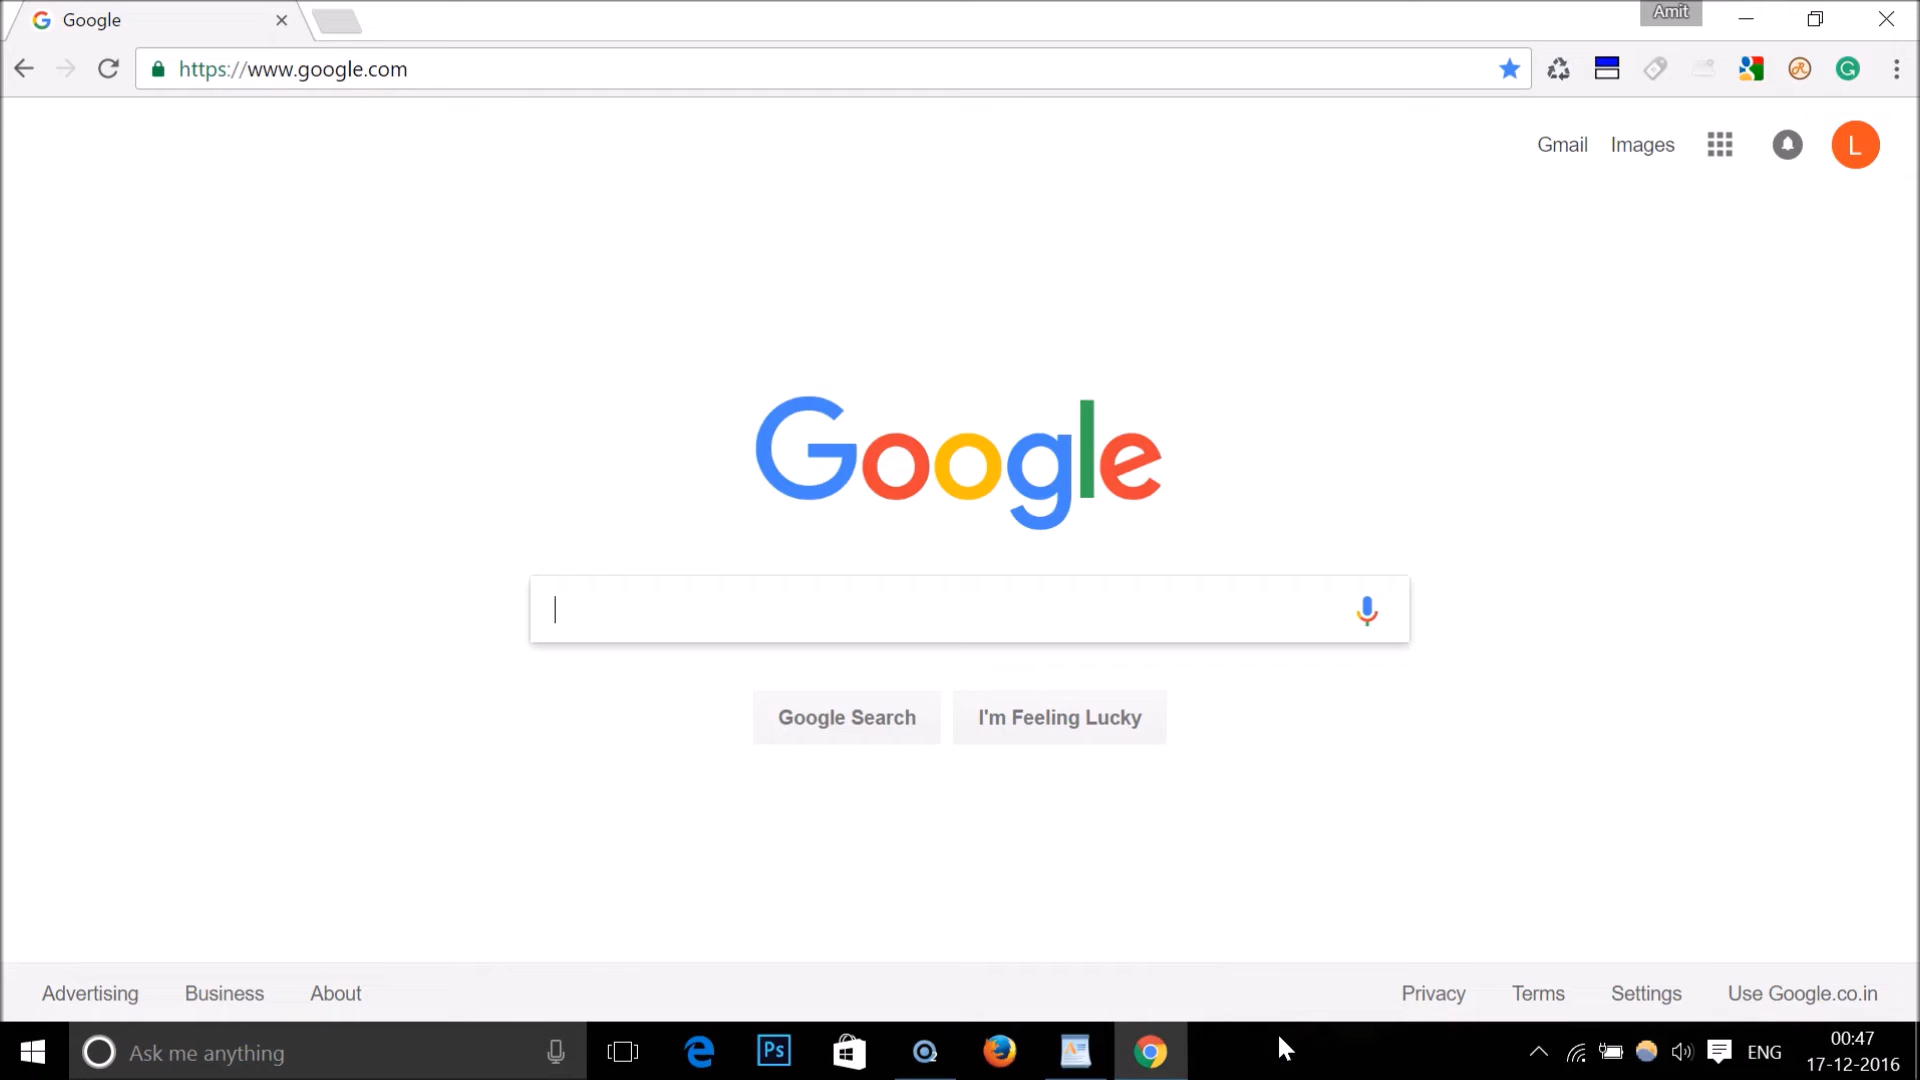 Google
Amit
https://www.google.com
Gmail Images
L
Google
Google Search I'm Feeling Lucky
Advertising Business About Privacy Terms Settings Use Google.co.in
Ask me anything
Ps
ENG
00:47
17-12-2016